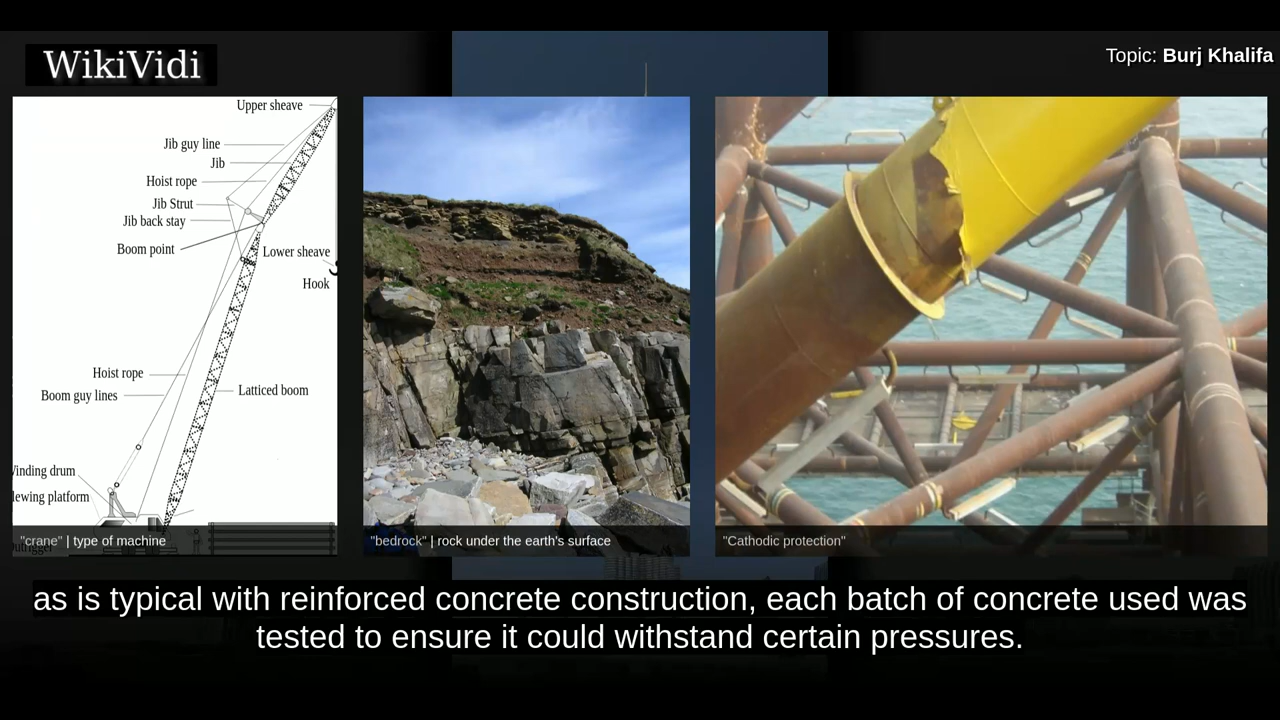 WikiVidi
Topic: Burj Khalifa
Upper sheave
Jib guy line
Jib
Hoist rope
Jib Strut
Jib back stay
Boom point
Lower sheave
Hook
Hoist rope
Boom guy lines
Latticed boom
drum
platform
"crane" | type of machine
"bedrock" | rock under the earth's surface
"Cathodic protection"
as is typical with reinforced concrete construction, each batch of concrete used was
tested to ensure it could withstand certain pressures.